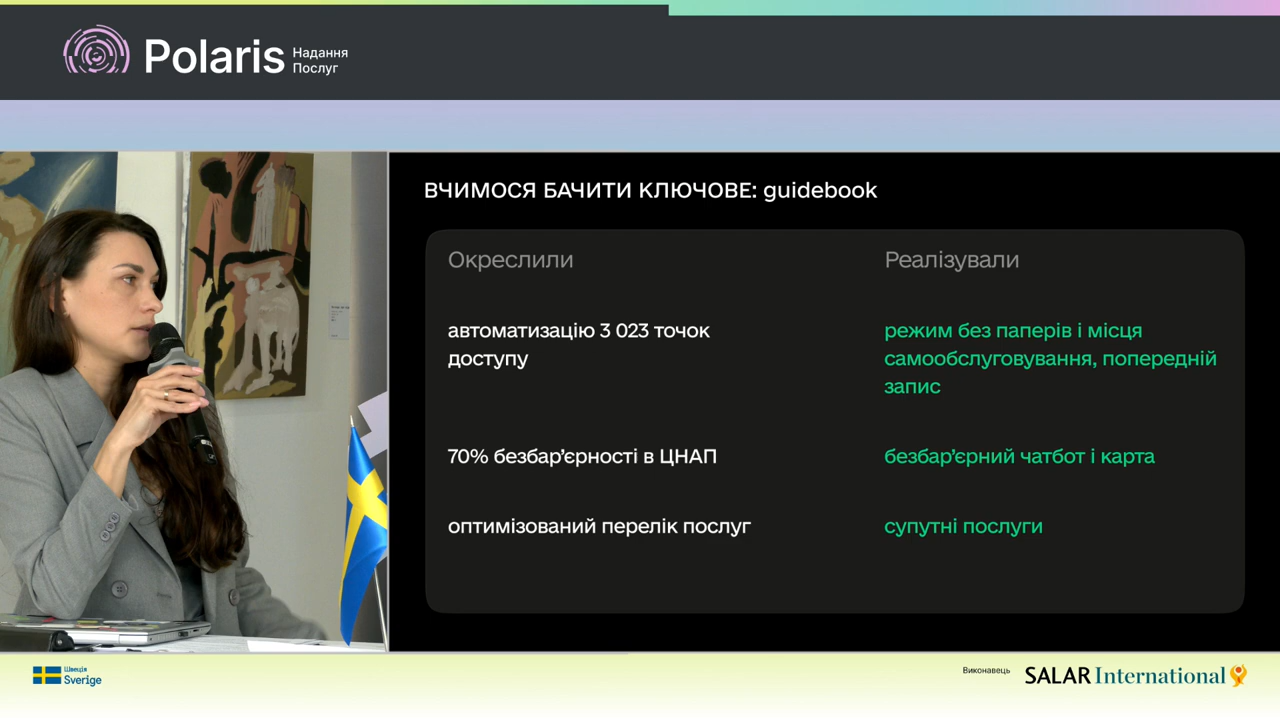 Polaris
Надання
Послуг
ВЧИМОСЯ БАЧИТИ КЛЮЧОВЕ: guidebook
Окреслили
Реалізували
автоматизацію 3 023 точок
доступу
режим без паперів і місця
самообслуговування, попередній
запис
70% безбар’єрності в ЦНАП
безбар’єрний чатбот і карта
оптимізований перелік послуг
супутні послуги
Швеція
Sverige
Виконавець
SALAR International